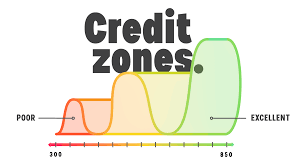 Credit
zones.
POOR
EXCELLENT
300
850